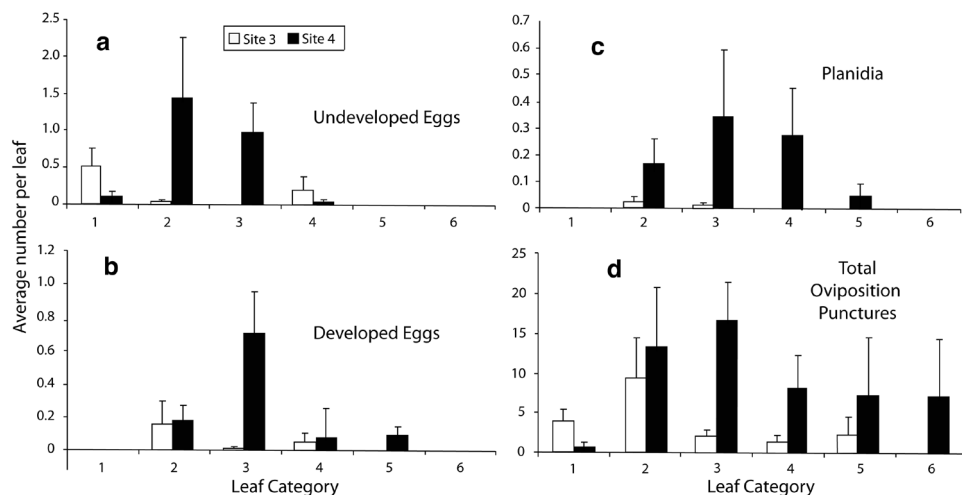 Average number per leaf
a
Site 3 Site 4
Undeveloped Eggs
2.5
2.0
1.5
1.0
0.5
0
1 2 3 4 5 6
b
Developed Eggs
1.2
1.0
0.8
0.6
0.4
0.2
0
1 2 3 4 5 6
Leaf Category
c
Planidia
0.7
0.6
0.5
0.4
0.3
0.2
0.1
0
1 2 3 4 5 6
d
Total
Oviposition
Punctures
25
20
15
10
5
0
1 2 3 4 5 6
Leaf Category